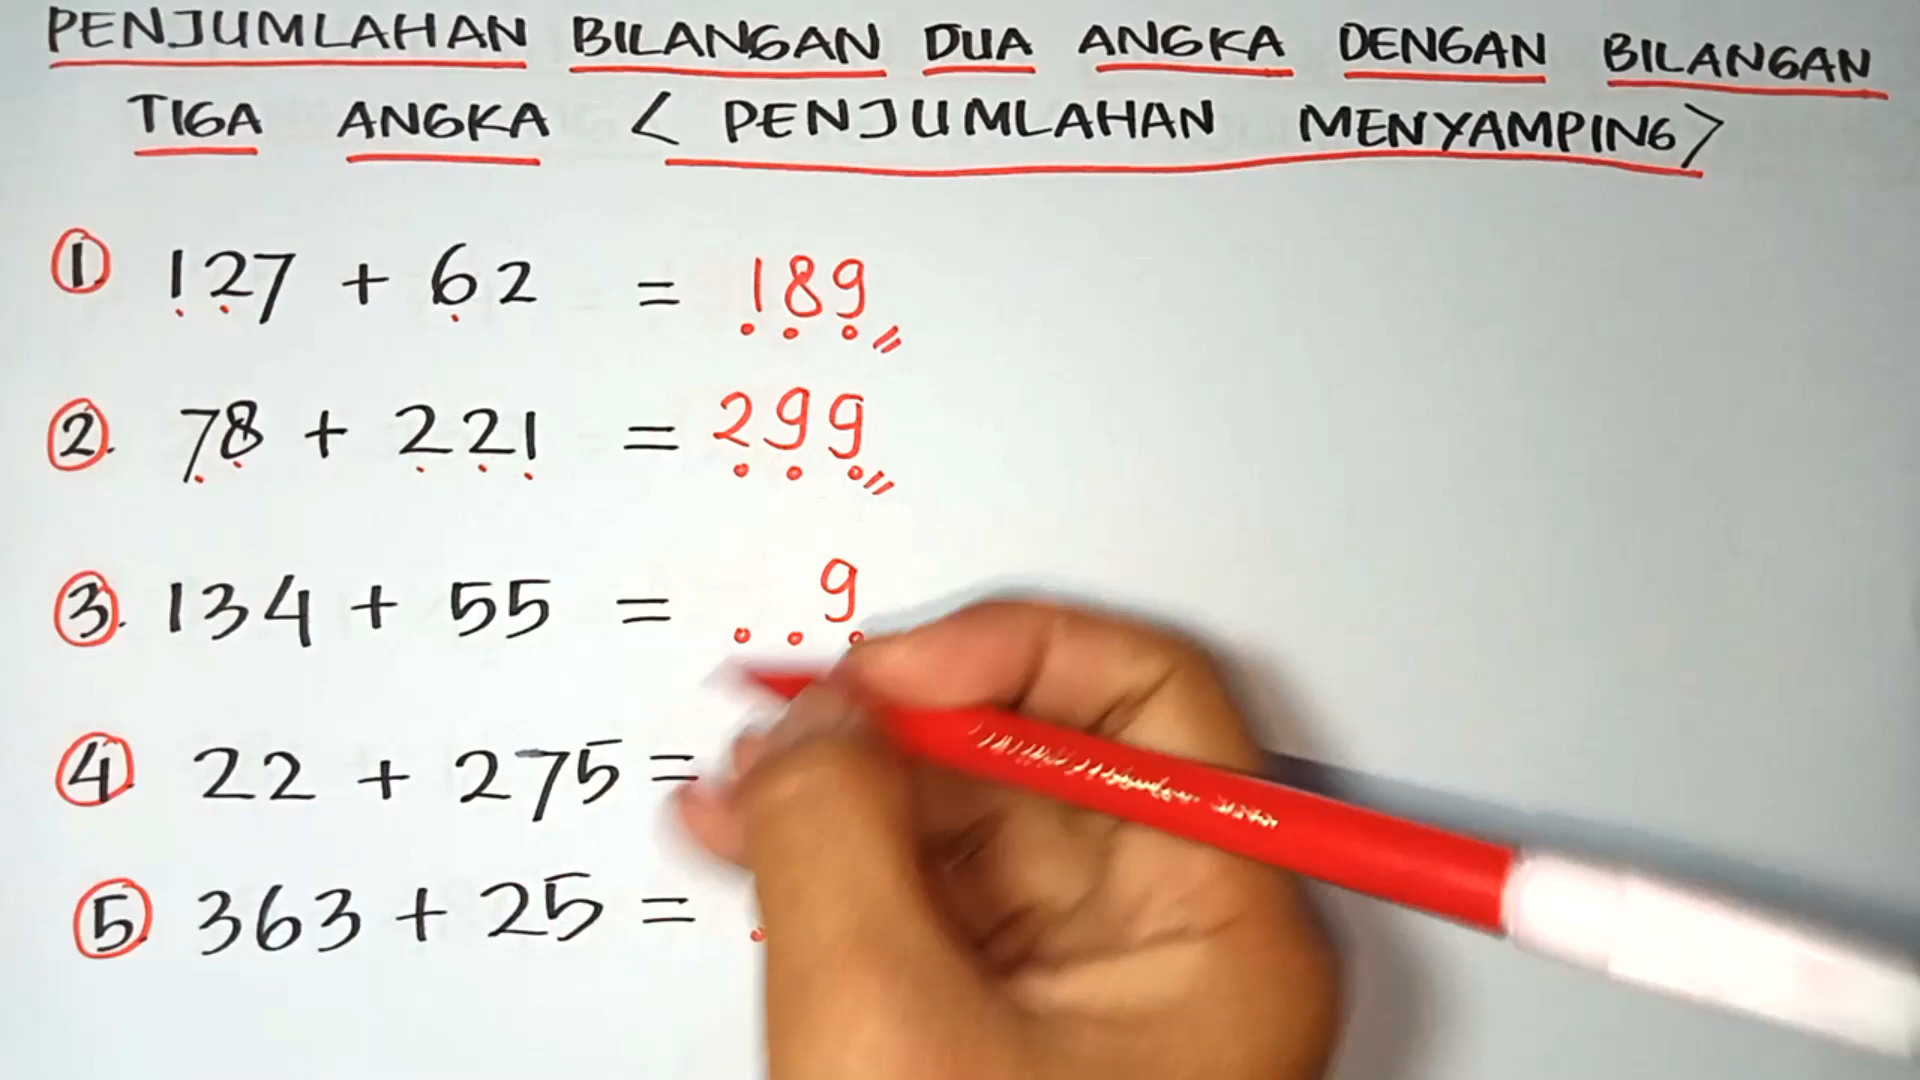 PENJUMLAHAN BILANGAN DUA ANGKA DENGAN BILANGAN
TIGA ANGKA < PENJUMLAHAN MENYAMPING>
1. 127 + 62 = 189
2. 78 + 221 = 299
3. 134 + 55 = 9
4. 22 + 275 =
5. 363 + 25 =